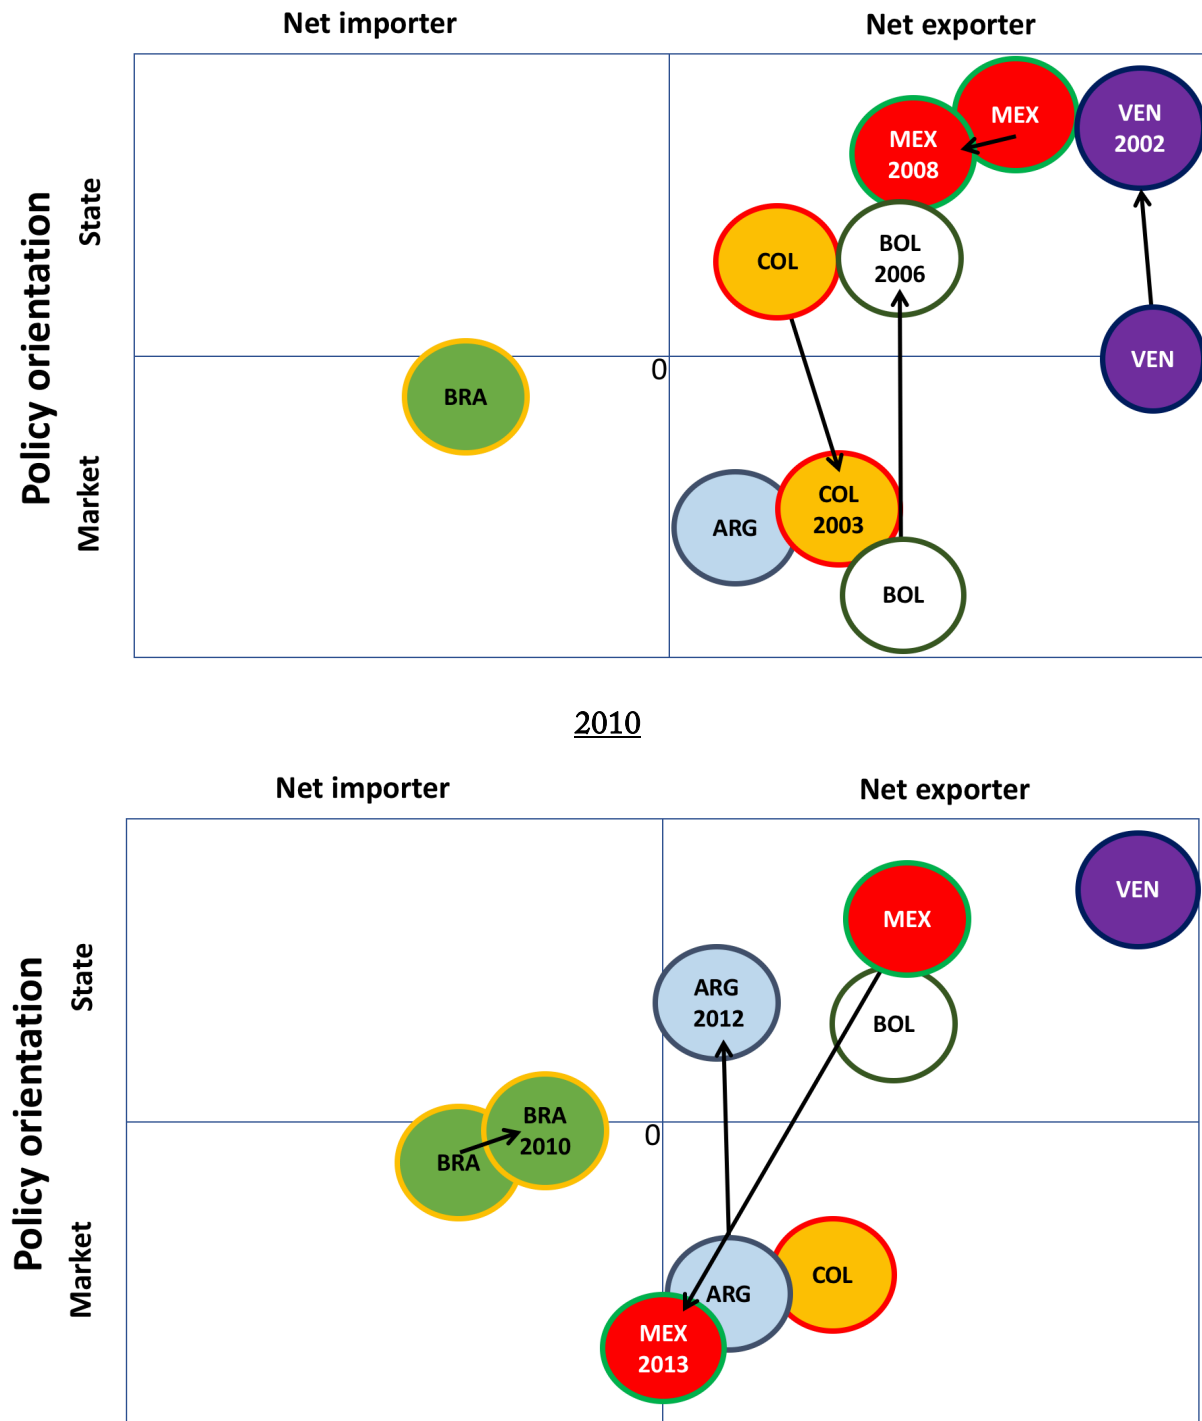 Net importer
Net exporter
Policy orientation
State
Market
MEX
VEN
2002
MEX
2008
COL
BOL
2006
0
VEN
BRA
COL
2003
ARG
BOL
2010
Net importer
Net exporter
Policy orientation
State
Market
VEN
MEX
ARG
2012
BOL
BRA
2010
BRA
0
COL
ARG
MEX
2013